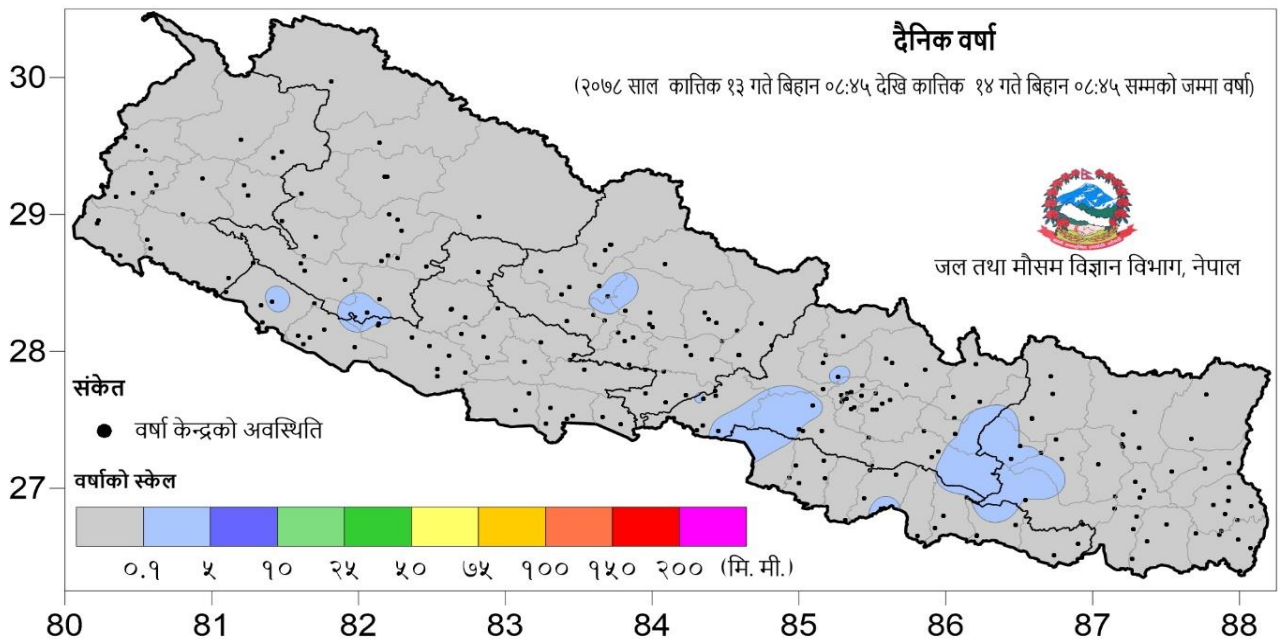 दैनिक वर्षा
(२०७८ साल कात्तिक १३ गते बिहान ०८:४५ देखि कात्तिक १४ गते बिहान ०८:४५ सम्मको जम्मा वर्षा)
जल तथा मौसम विज्ञान विभाग, नेपाल
30
29
28
27
संकेत
वर्षा केन्द्रको अवस्थिति
वर्षाको स्केल
०.१ ५ १० २५ ५० ७५ १०० १५० २०० (मि. मी.)
80 81 82 83 84 85 86 87 88